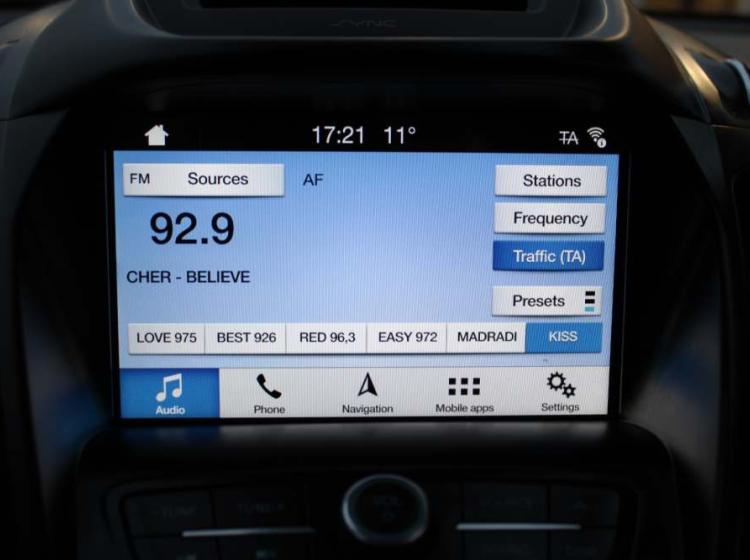 SYNC
17:21 11° TA
FM Sources AF Stations
92.9 Frequency
Traffic (TA)
CHER - BELIEVE
Presets
LOVE 975 BEST 926 RED 96,3 EASY 972 MADRADI KISS
Audio Phone Navigation Mobile apps Settings